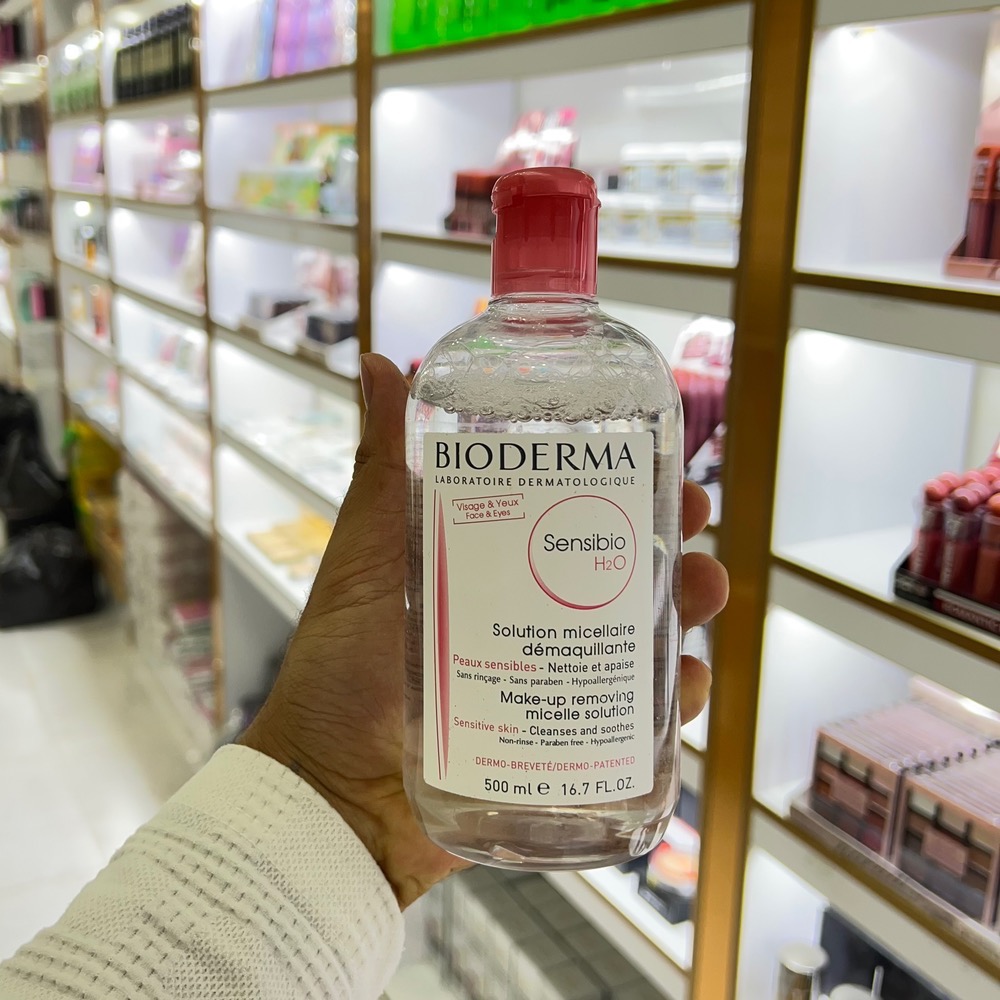 BIODERMA
LABORATOIRE DERMATOLOGIQUE
Visage & Yeux
Face & Eyes
Sensibio
H2O
Solution micellaire
démaquillante
Peaux sensibles - Nettoie et apaise
Sans rinçage - Sans paraben - Hypoallergénique
Make-up removing
micelle solution
Sensitive skin - Cleanses and soothes
Non-rinse - Paraben free - Hypoallergenic
DERMO-BREVETÉ/DERMO-PATENTED
500 ml e 16.7 FL.OZ.